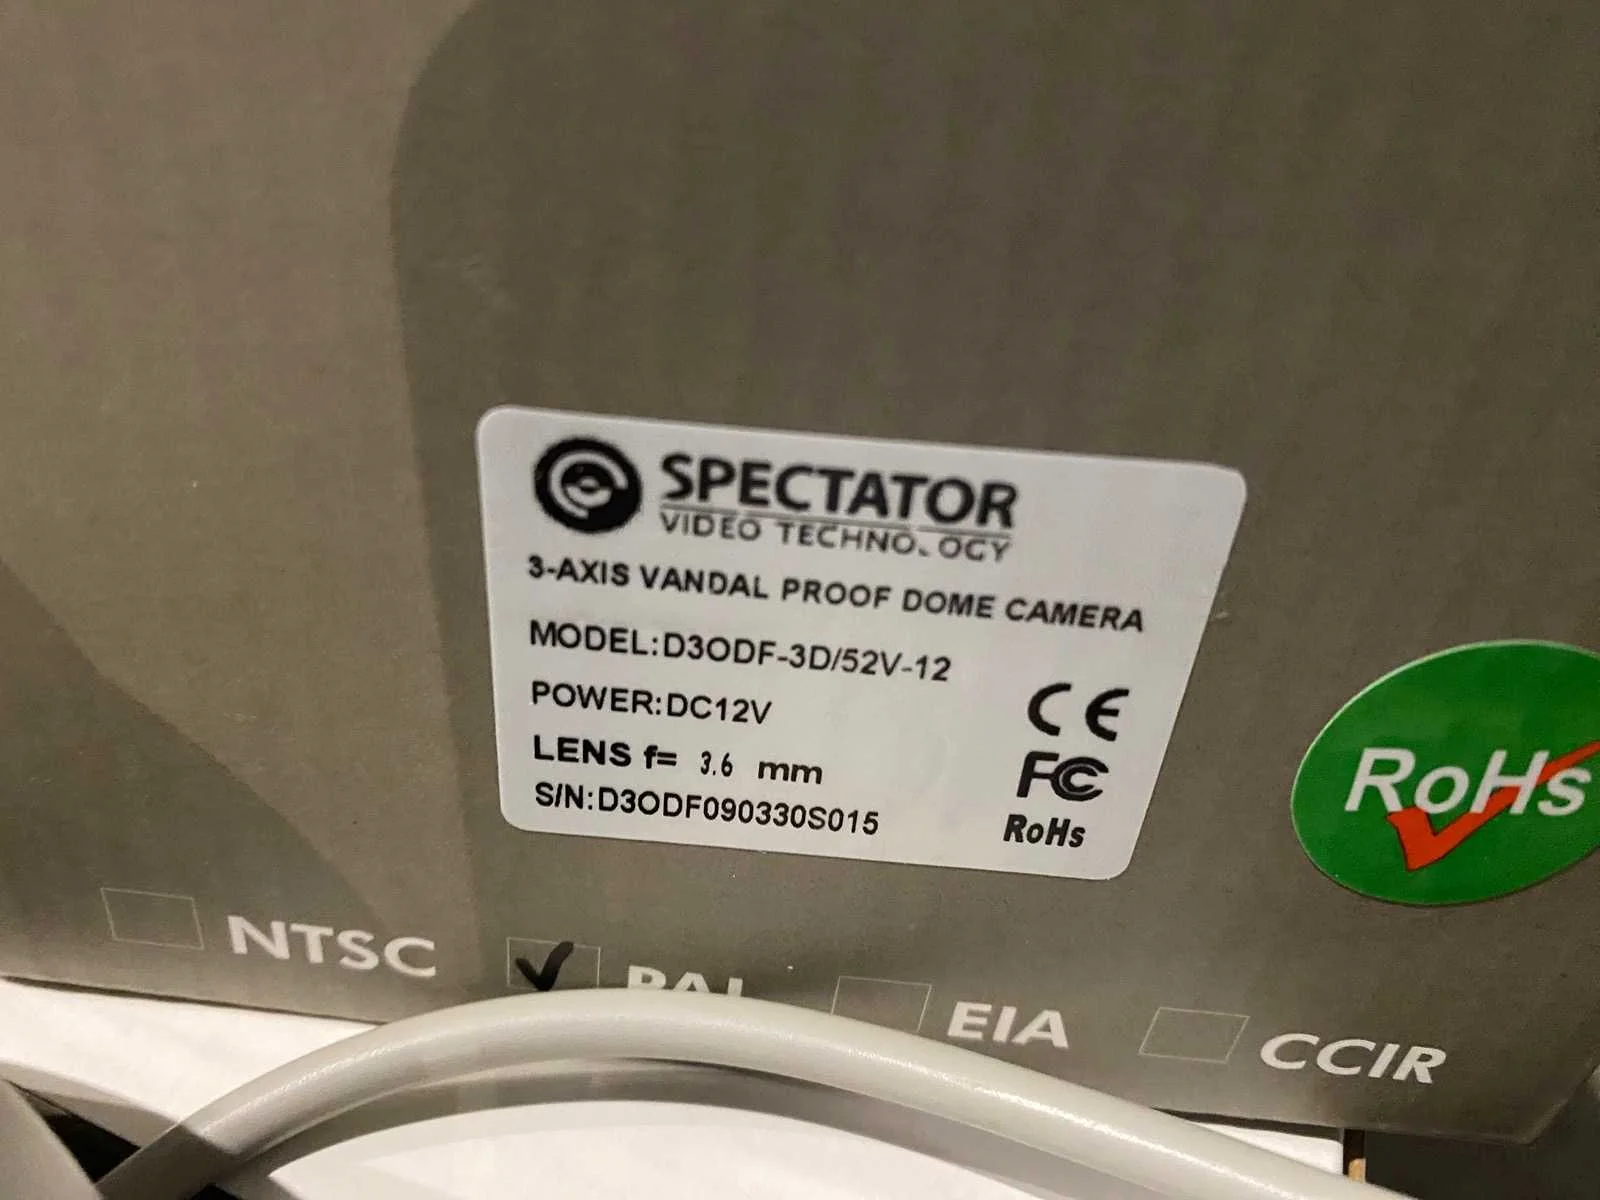 SPECTATOR
VIDEO TECHNOLOGY
3-AXIS VANDAL PROOF DOME CAMERA
MODEL:D3ODF-3D/52V-12
POWER:DC12V
LENS f= 3.6 mm
S/N:D3ODF090330S015
CE
FC
RoHs
RoHs
NTSC
PAL
EIA
CCIR